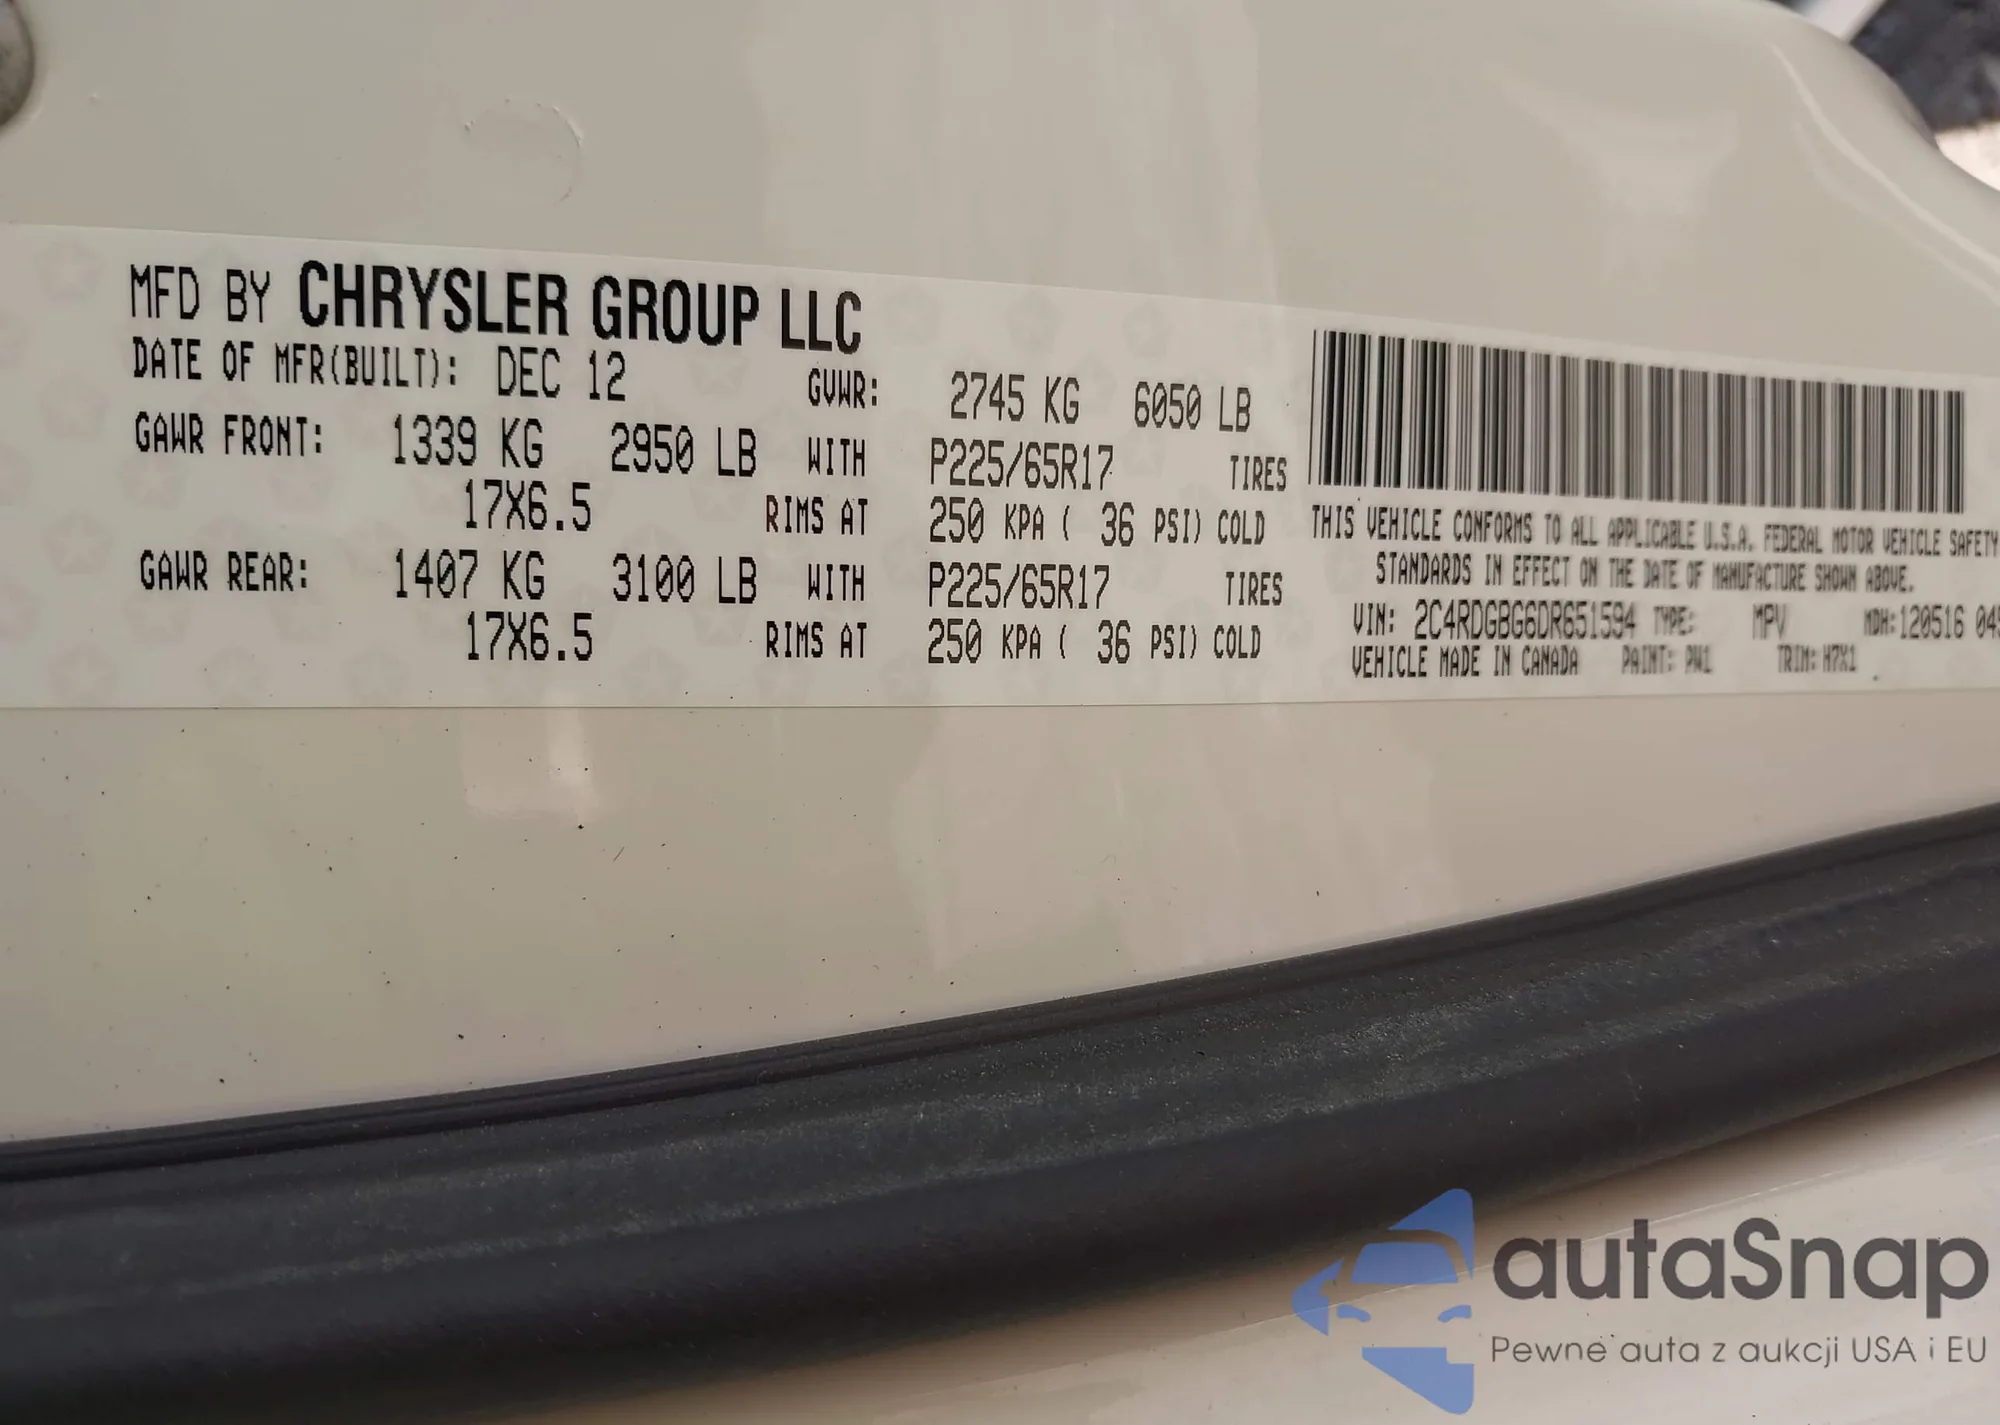 MFD BY CHRYSLER GROUP LLC
DATE OF MFR(BUILT): DEC 12 GVWR: 2745 KG 6050 LB
GAWR FRONT: 1339 KG 2950 LB WITH P225/65R17 TIRES
17X6.5 RIMS AT 250 KPA ( 36 PSI) COLD
GAWR REAR: 1407 KG 3100 LB WITH P225/65R17 TIRES
17X6.5 RIMS AT 250 KPA ( 36 PSI) COLD
THIS VEHICLE CONFORMS TO ALL APPLICABLE U.S.A. FEDERAL MOTOR VEHICLE SAFETY
STANDARDS IN EFFECT ON THE DATE OF MANUFACTURE SHOWN ABOVE.
VIN: 2C4RDGBG6DR651594 TYPE: MPV MDH:120516 045
VEHICLE MADE IN CANADA PAINT: PW1 TRIM: H7X1
autaSnap
Pewne auta z aukcji USA i EU